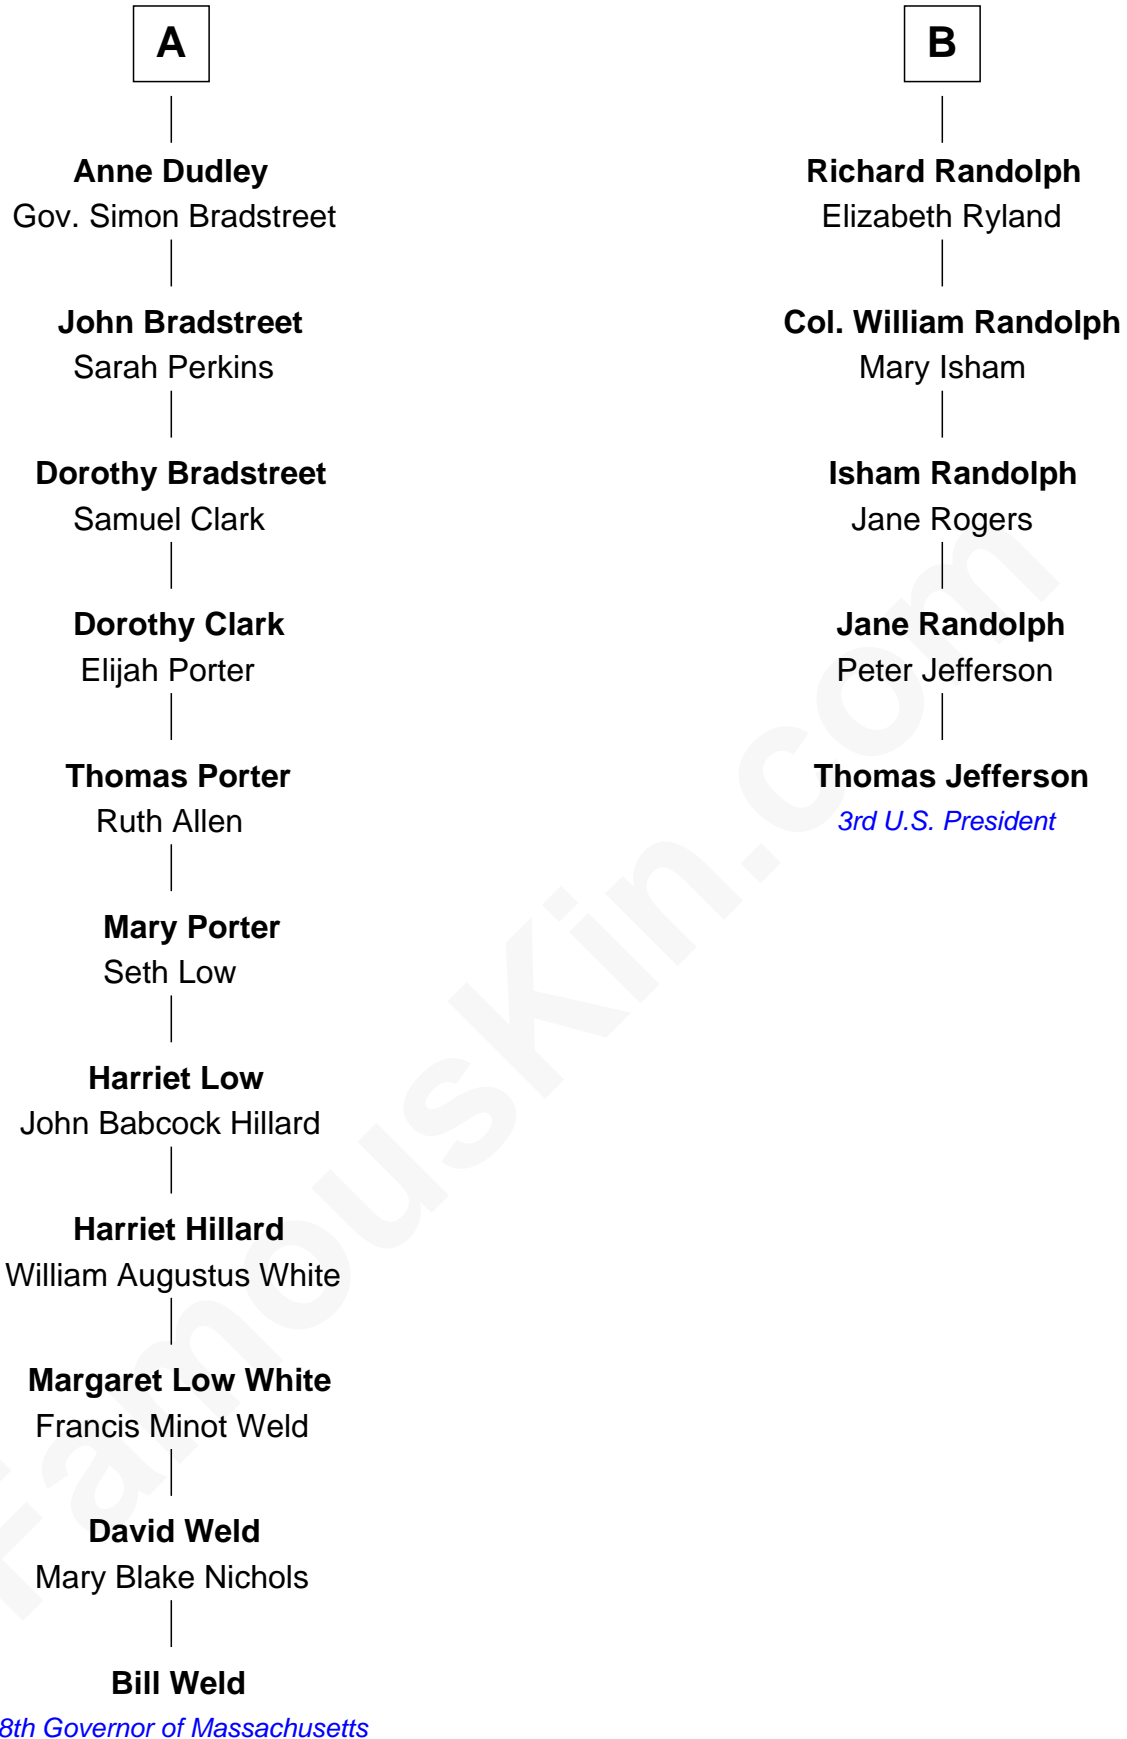 A
Anne Dudley
Gov. Simon Bradstreet
John Bradstreet
Sarah Perkins
Dorothy Bradstreet
Samuel Clark
Dorothy Clark
Elijah Porter
Thomas Porter
Ruth Allen
Mary Porter
Seth Low
Harriet Low
John Babcock Hillard
Harriet Hillard
William Augustus White
Margaret Low White
Francis Minot Weld
David Weld
Mary Blake Nichols
Bill Weld
8th Governor of Massachusetts
B
Richard Randolph
Elizabeth Ryland
Col. William Randolph
Mary Isham
Isham Randolph
Jane Rogers
Jane Randolph
Peter Jefferson
Thomas Jefferson
3rd U.S. President
FamousKin.com